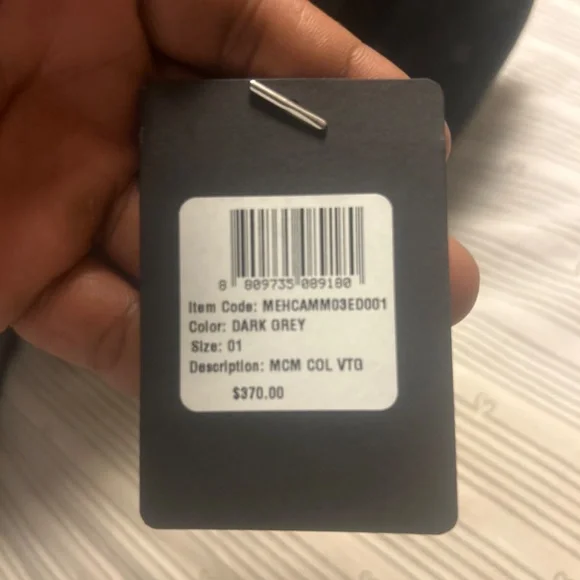 8 809735 089180
Item Code: MEHCAMM03ED001
Color: DARK GREY
Size: 01
Description: MCM COL VTG
$370.00